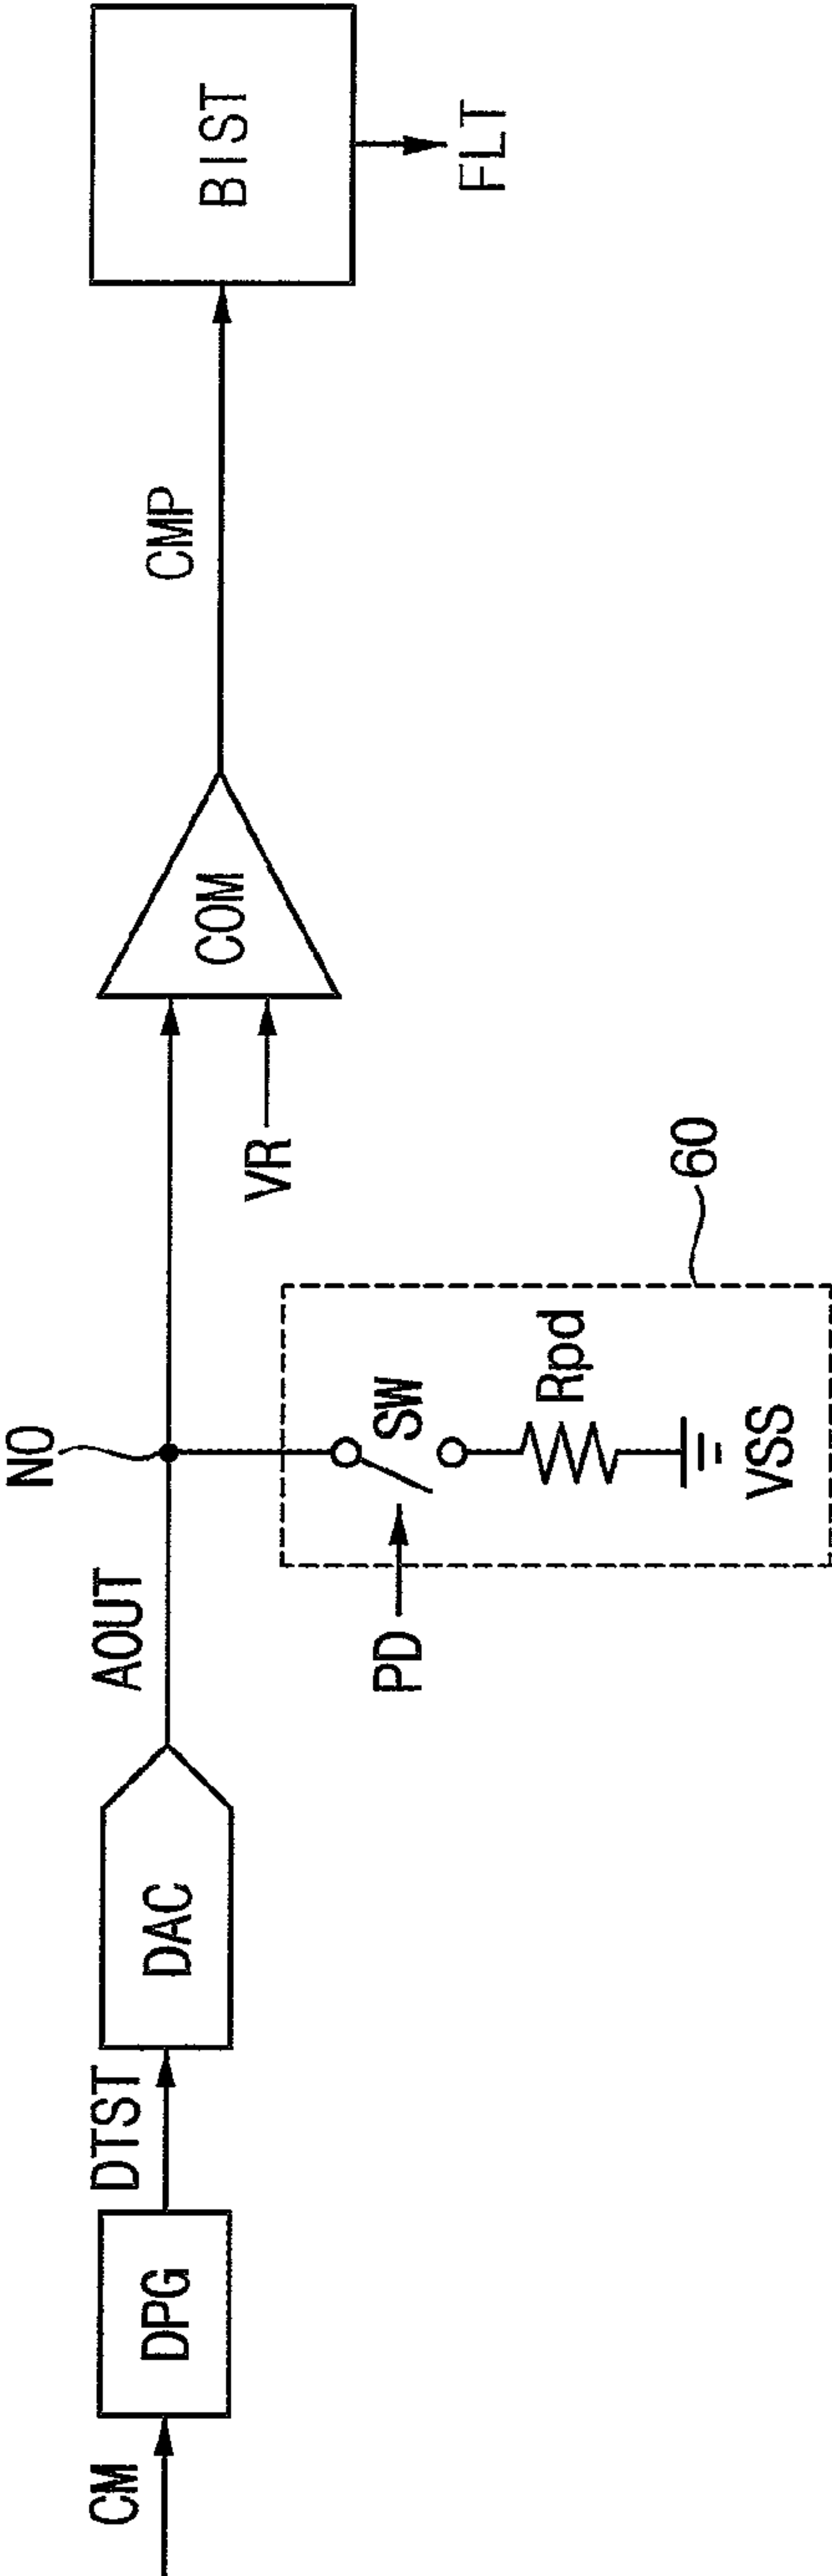 CM
DPG
DTST
DAC
AOUT
NO
PD
SW
Rpd
VSS
60
VR
COM
CMP
BIST
FLT